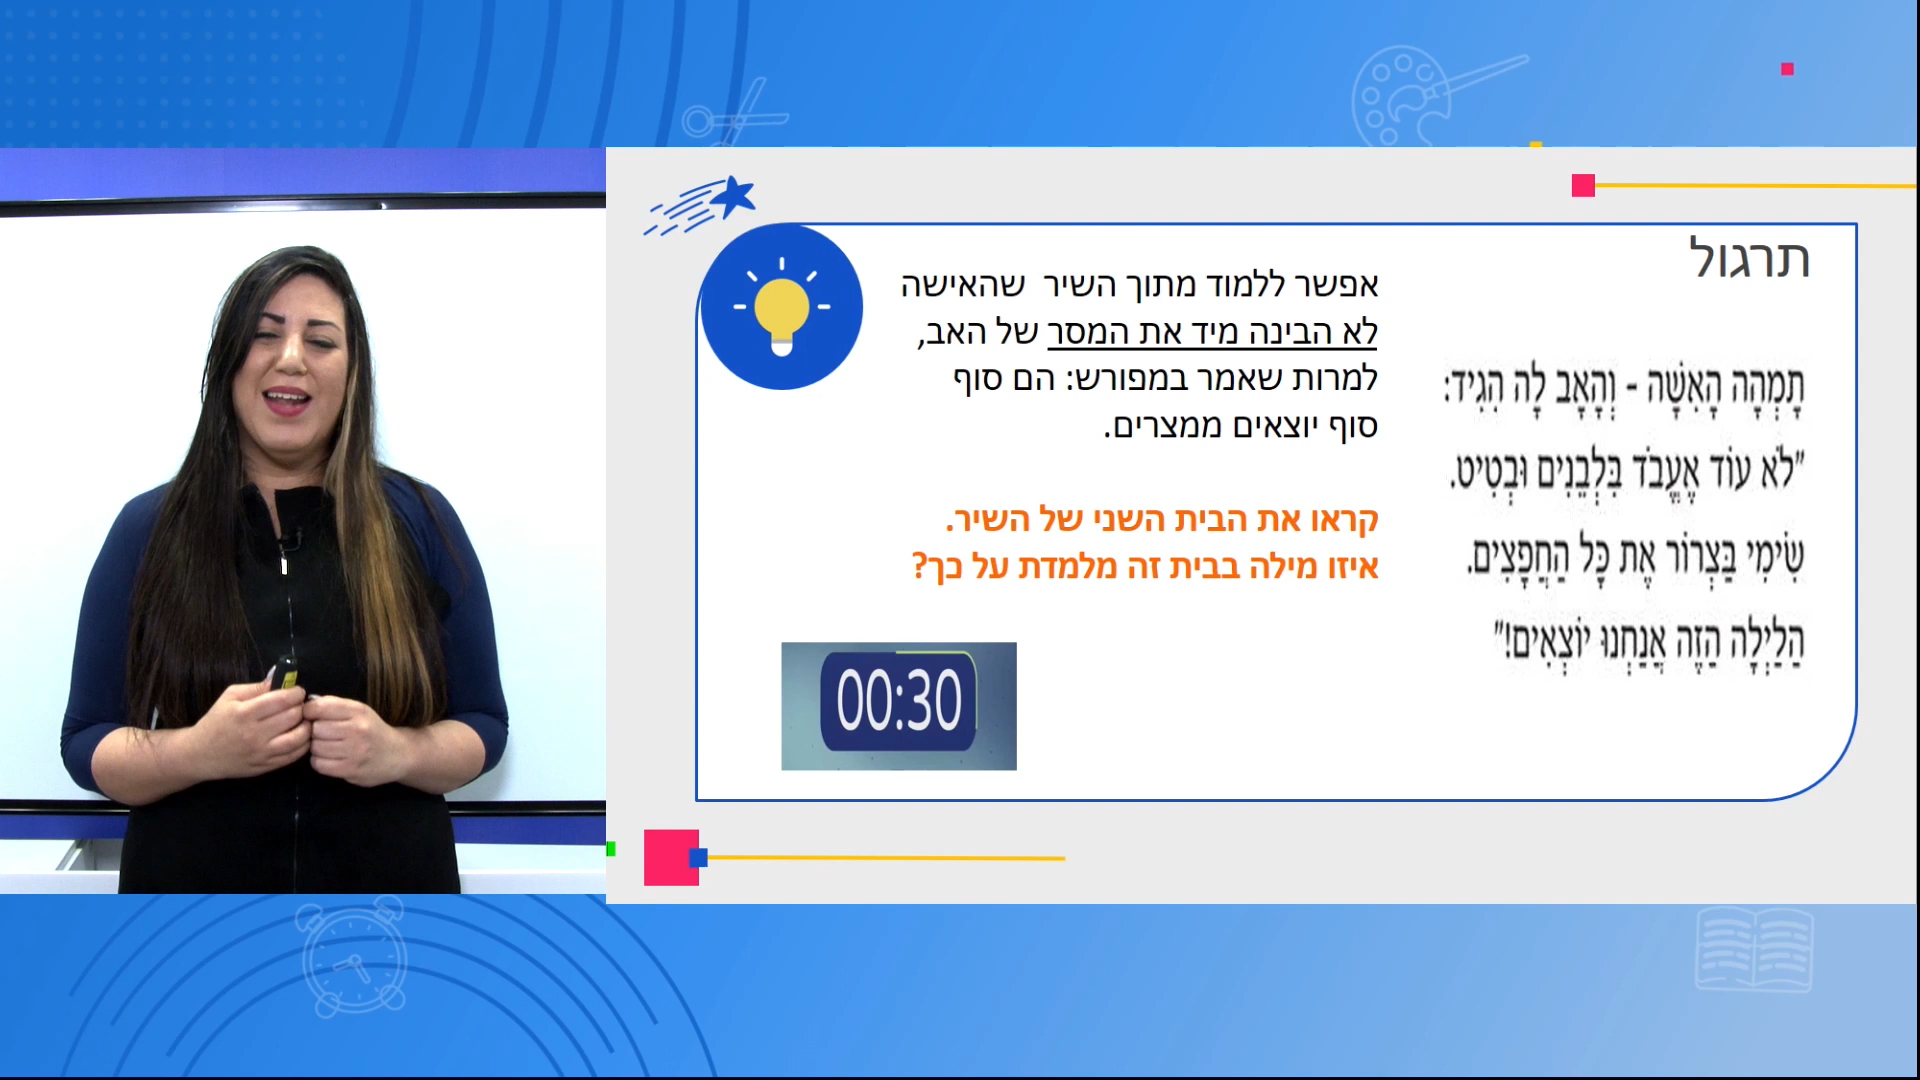 תרגול
אפשר ללמוד מתוך השיר שהאישה
לא הבינה מיד את המסר של האב,
למרות שאמר במפורש: הם סוף
סוף יוצאים ממצרים.
קראו את הבית השני של השיר.
איזו מילה בבית זה מלמדת על כך?
תָּמְהָה הָאִשָּׁה - וְהָאָב לָהּ הִגִּיד:
"לֹא עוֹד אֶעֱבֹד בִּלְבֵנִים וּבְטִיט.
שִׂימִי בַּצְּרוֹר אֶת כָּל הַחֲפָצִים.
הַלַּיְלָה הַזֶּה אֲנַחְנוּ יוֹצְאִים!"
00:30